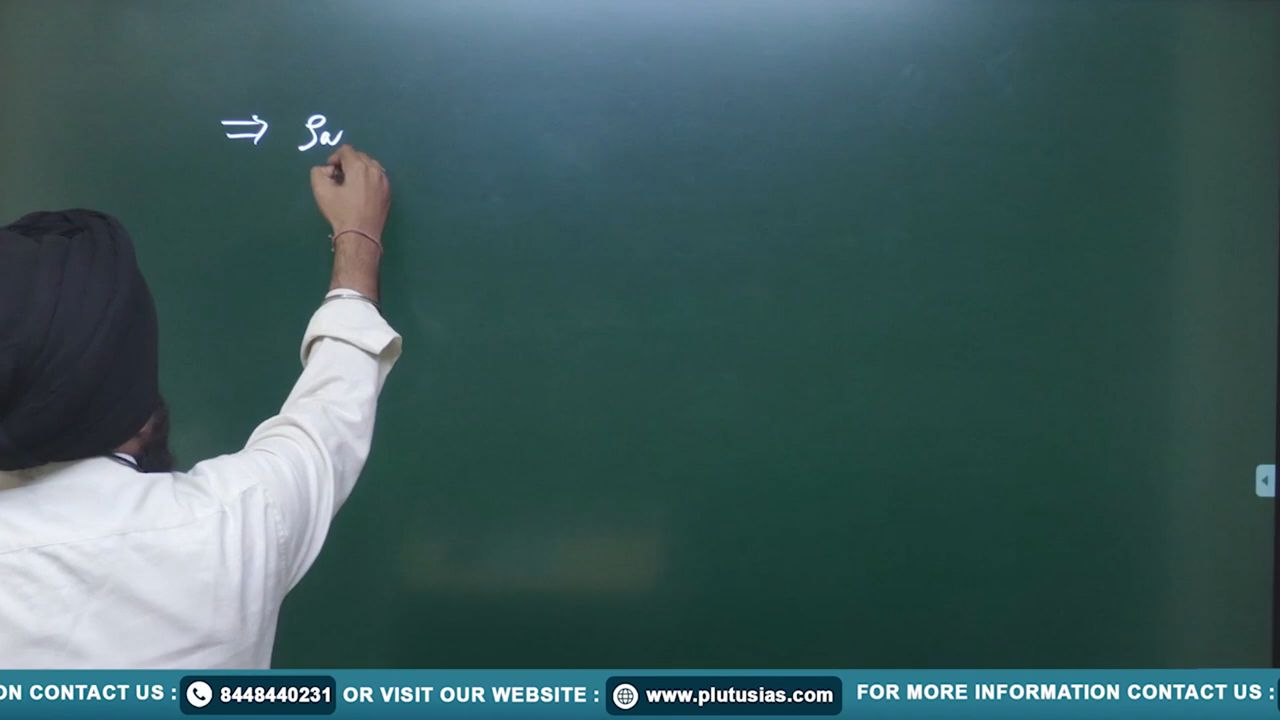 ⇒ Sa
ON CONTACT US : 8448440231 OR VISIT OUR WEBSITE : www.plutusias.com FOR MORE INFORMATION CONTACT US :